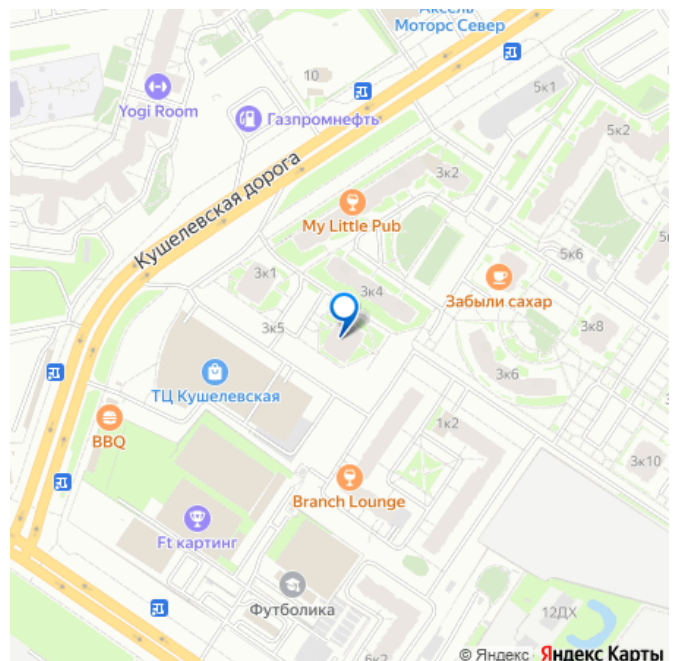 Аксель
Моторс Север
10
5к1
Yogi Room
Газпромнефть
5к2
Кушелевская дорога
3к2
My Little Pub
5к6
3к1
3к4
Забыли сахар
3к5
3к8
ТЦ Кушелевская
3к6
1к2
BBQ
3к10
Branch Lounge
Ft картинг
Футболика
12ДХ
6к2
© Яндекс Яндекс Карты